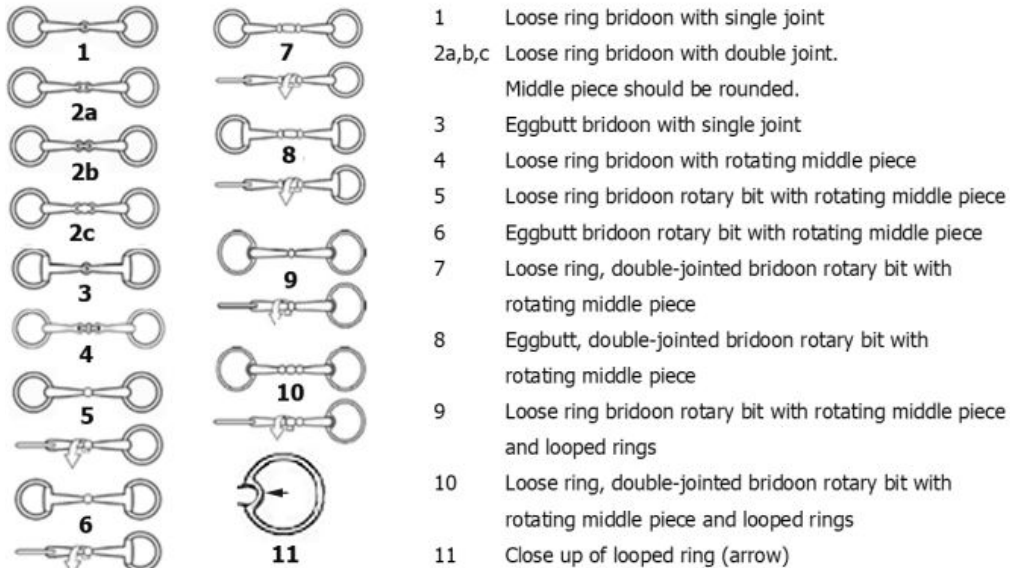 1
2a
2b
2c
3
4
5
6
7
8
9
10
11
1 Loose ring bridoon with single joint
2a,b,c Loose ring bridoon with double joint.
Middle piece should be rounded.
3 Eggbutt bridoon with single joint
4 Loose ring bridoon with rotating middle piece
5 Loose ring bridoon rotary bit with rotating middle piece
6 Eggbutt bridoon rotary bit with rotating middle piece
7 Loose ring, double-jointed bridoon rotary bit with
rotating middle piece
8 Eggbutt, double-jointed bridoon rotary bit with
rotating middle piece
9 Loose ring bridoon rotary bit with rotating middle piece
and looped rings
10 Loose ring, double-jointed bridoon rotary bit with
rotating middle piece and looped rings
11 Close up of looped ring (arrow)